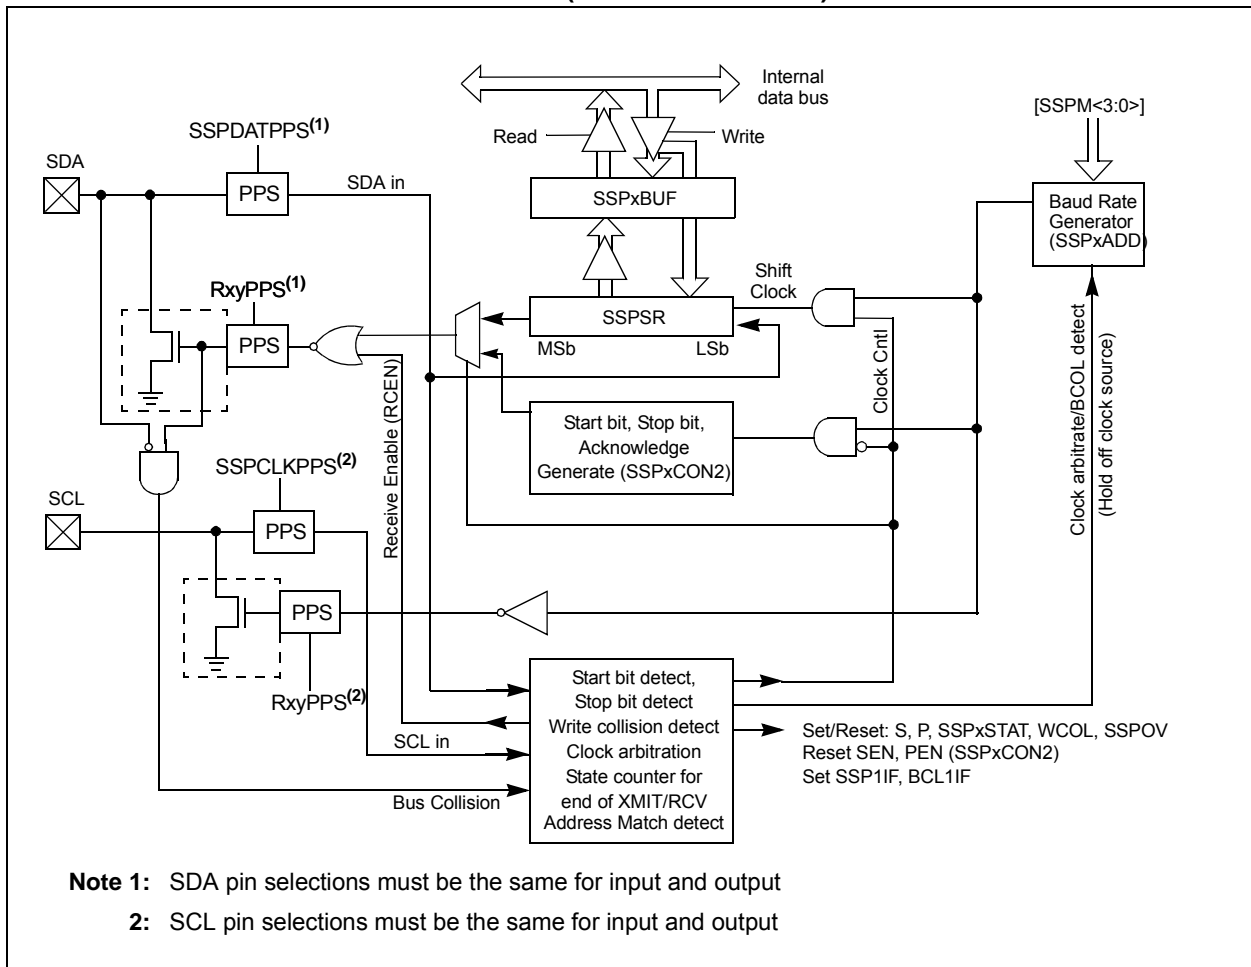 Internal
data bus
[SSPM<3:0>]
SSPDATPPS(1)
Read
Write
SDA
PPS
SDA in
SSPxBUF
Baud Rate
Generator
(SSPxADD)
RxyPPS(1)
Shift
Clock
PPS
SSPSR
MSb
LSb
Clock Cntl
Clock arbitrate/BCOL detect
(Hold off clock source)
Receive Enable (RCEN)
Start bit, Stop bit,
Acknowledge
Generate (SSPxCON2)
SSPCLKPPS(2)
SCL
PPS
PPS
RxyPPS(2)
SCL in
Bus Collision
Start bit detect,
Stop bit detect
Write collision detect
Clock arbitration
State counter for
end of XMIT/RCV
Address Match detect
Set/Reset: S, P, SSPxSTAT, WCOL, SSPOV
Reset SEN, PEN (SSPxCON2)
Set SSP1IF, BCL1IF
Note 1: SDA pin selections must be the same for input and output
2: SCL pin selections must be the same for input and output